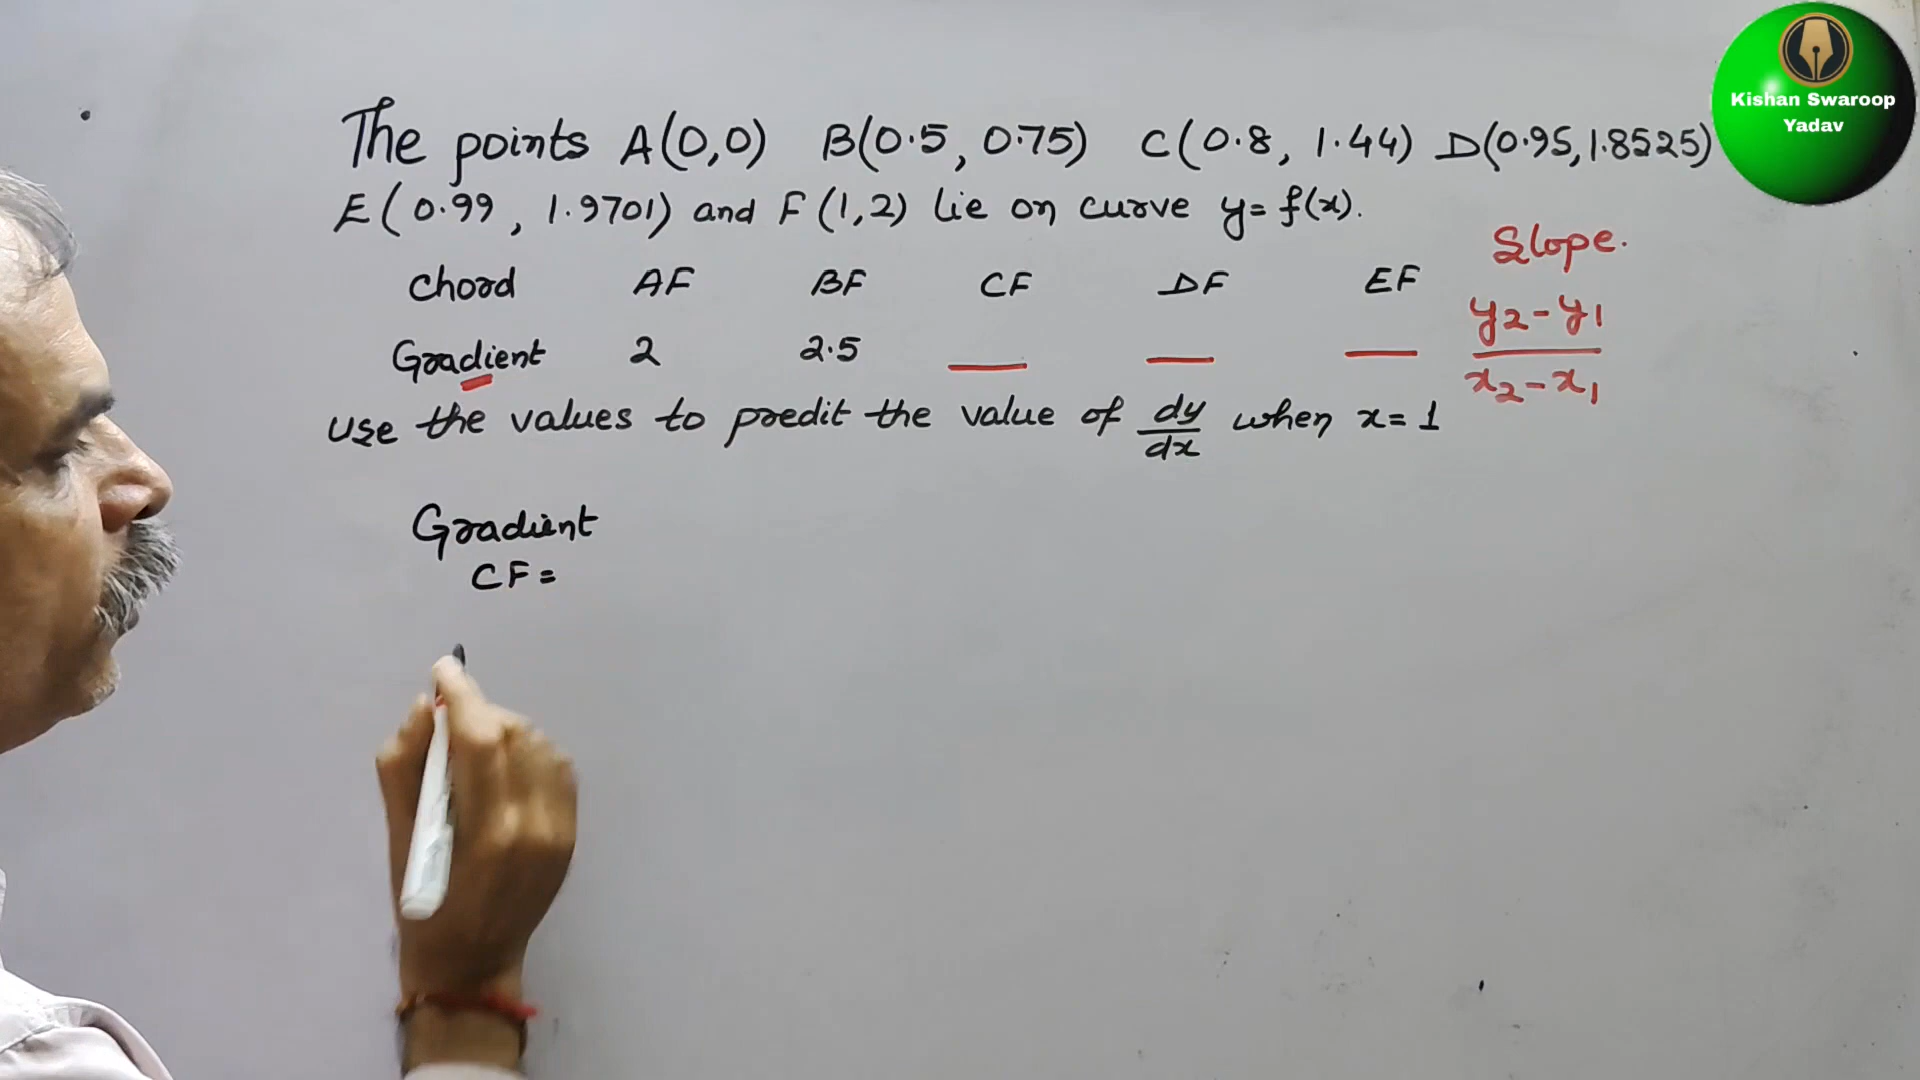 Kishan Swaroop
Yadav
The points A(0,0) B(0.5, 0.75) C(0.8, 1.44) D(0.95,1.8525)
E(0.99, 1.9701) and F(1,2) lie on curve y=f(x).
Slope.
chord AF BF CF DF EF
y2-y1
Gradient 2 2.5 __ __ __
x2-x1
use the values to predit the value of dy/dx when x=1
Gradient
CF=